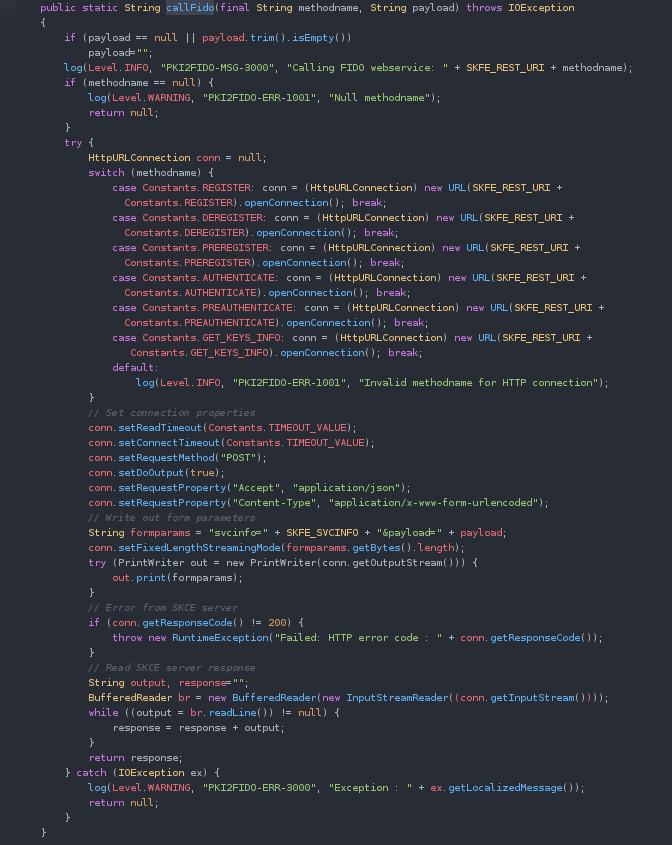 public static String callFido(final String methodname, String payload) throws IOException
{
if (payload == null || payload.trim().isEmpty())
payload="";
log(Level.INFO, "PKI2FIDO-MSG-3000", "Calling FIDO webservice: " + SKFE_REST_URI + methodname);
if (methodname == null) {
log(Level.WARNING, "PKI2FIDO-ERR-1001", "Null methodname");
return null;
}
try {
HttpURLConnection conn = null;
switch (methodname) {
case Constants.REGISTER: conn = (HttpURLConnection) new URL(SKFE_REST_URI +
Constants.REGISTER).openConnection(); break;
case Constants.DEREGISTER: conn = (HttpURLConnection) new URL(SKFE_REST_URI +
Constants.DEREGISTER).openConnection(); break;
case Constants.PREREGISTER: conn = (HttpURLConnection) new URL(SKFE_REST_URI +
Constants.PREREGISTER).openConnection(); break;
case Constants.AUTHENTICATE: conn = (HttpURLConnection) new URL(SKFE_REST_URI +
Constants.AUTHENTICATE).openConnection(); break;
case Constants.PREAUTHENTICATE: conn = (HttpURLConnection) new URL(SKFE_REST_URI +
Constants.PREAUTHENTICATE).openConnection(); break;
case Constants.GET_KEYS_INFO: conn = (HttpURLConnection) new URL(SKFE_REST_URI +
Constants.GET_KEYS_INFO).openConnection(); break;
default:
log(Level.INFO, "PKI2FIDO-ERR-1001", "Invalid methodname for HTTP connection");
}
// Set connection properties
conn.setReadTimeout(Constants.TIMEOUT_VALUE);
conn.setConnectTimeout(Constants.TIMEOUT_VALUE);
conn.setRequestMethod("POST");
conn.setDoOutput(true);
conn.setRequestProperty("Accept", "application/json");
conn.setRequestProperty("Content-Type", "application/x-www-form-urlencoded");
// Write out form parameters
String formparams = "svcinfo=" + SKFE_SVCINFO + "&payload=" + payload;
conn.setFixedLengthStreamingMode(formparams.getBytes().length);
try (PrintWriter out = new PrintWriter(conn.getOutputStream())) {
out.print(formparams);
}
// Error from SKCE server
if (conn.getResponseCode() != 200) {
throw new RuntimeException("Failed: HTTP error code : " + conn.getResponseCode());
}
// Read SKCE server response
String output, response="";
BufferedReader br = new BufferedReader(new InputStreamReader((conn.getInputStream())));
while ((output = br.readLine()) != null) {
response = response + output;
}
return response;
} catch (IOException ex) {
log(Level.WARNING, "PKI2FIDO-ERR-3000", "Exception : " + ex.getLocalizedMessage());
return null;
}
}